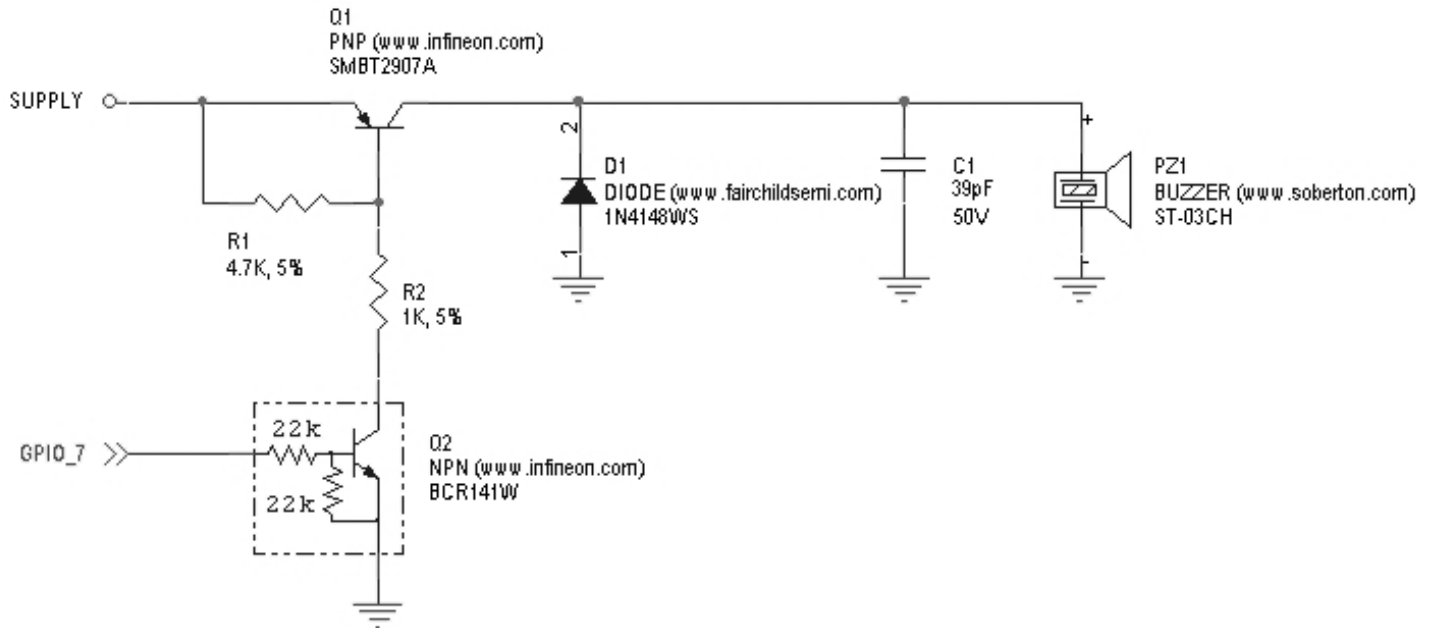 Q1
PNP (www.infineon.com)
SMBT2907A
SUPPLY
R1
4.7K, 5%
R2
1K, 5%
2
1
D1
DIODE (www.fairchildsemi.com)
1N4148WS
C1
39pF
50V
+
-
PZ1
BUZZER (www.soberton.com)
ST-03CH
GPIO_7
22k
22k
Q2
NPN (www.infineon.com)
BCR141W